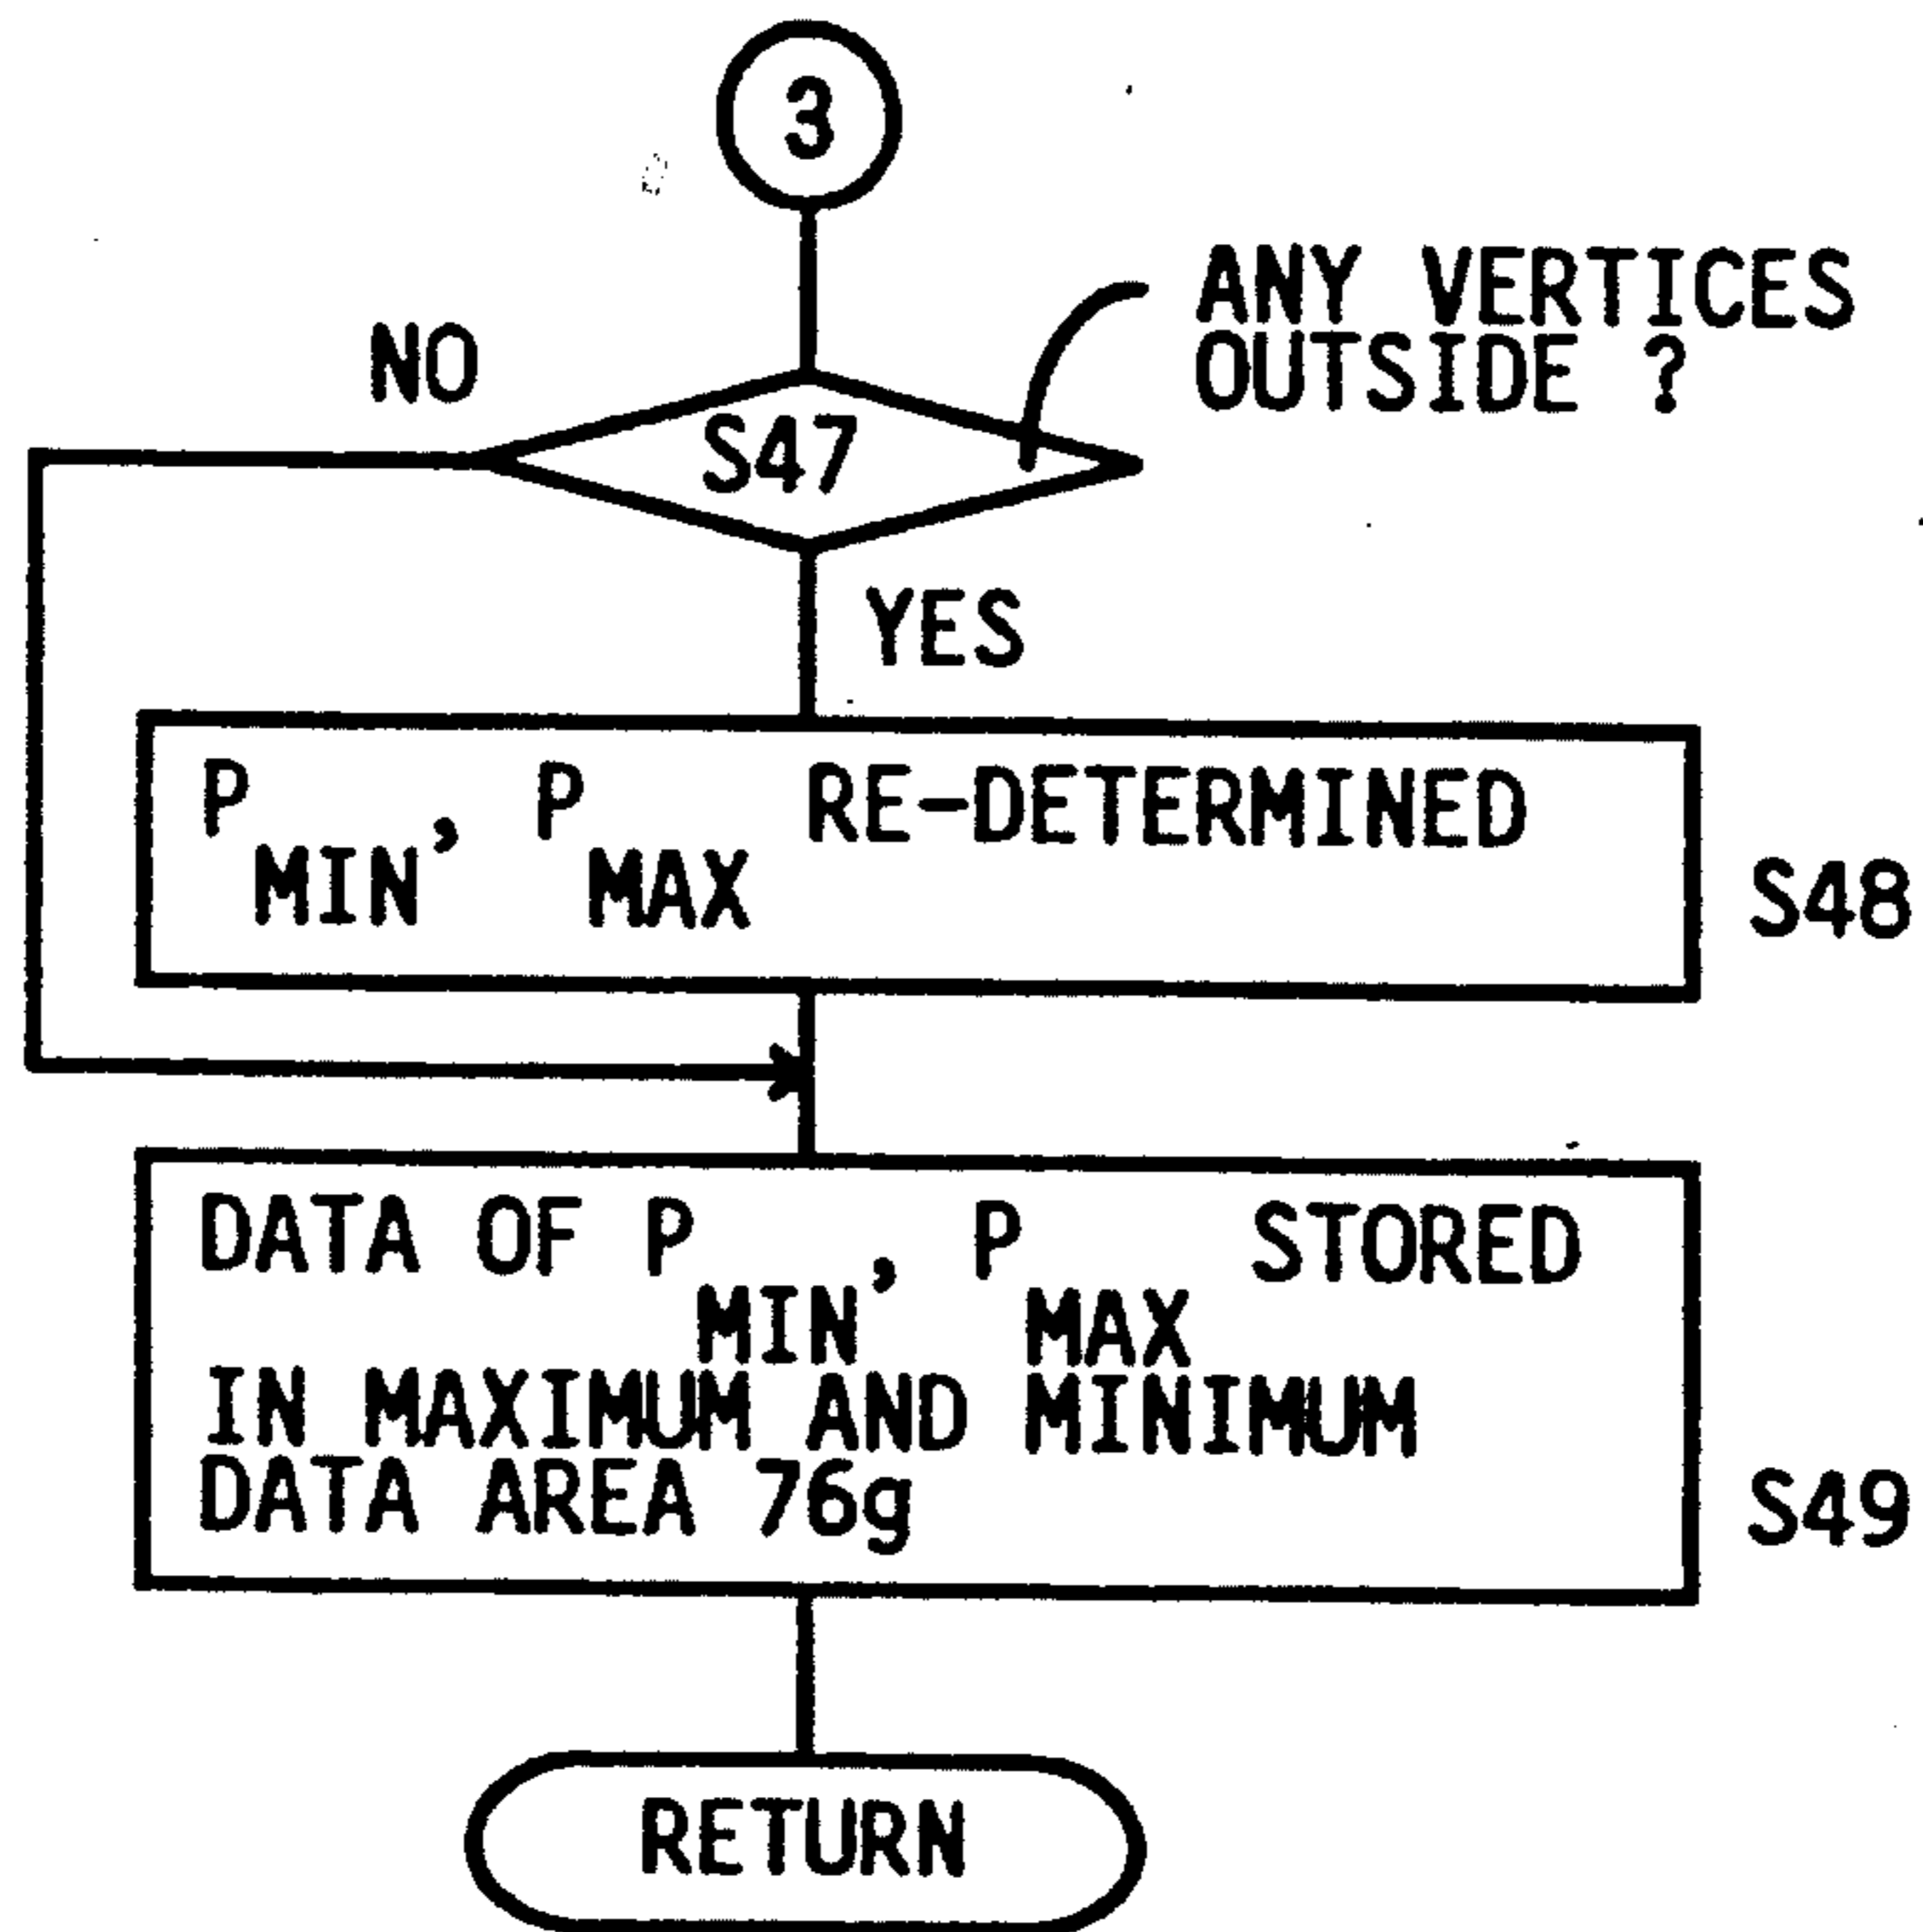 3
ANY VERTICES
OUTSIDE ?
NO
S47
YES
P MIN, P MAX RE-DETERMINED
S48
DATA OF P MIN, P MAX STORED
IN MAXIMUM AND MINIMUM
DATA AREA 76g
S49
RETURN